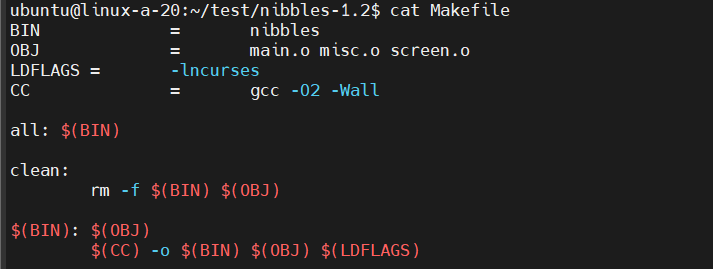 ubuntu@linux-a-20:~/test/nibbles-1.2$ cat Makefile
BIN = nibbles
OBJ = main.o misc.o screen.o
LDFLAGS = -lncurses
CC = gcc -O2 -Wall
all: $(BIN)
clean:
rm -f $(BIN) $(OBJ)
$(BIN): $(OBJ)
$(CC) -o $(BIN) $(OBJ) $(LDFLAGS)